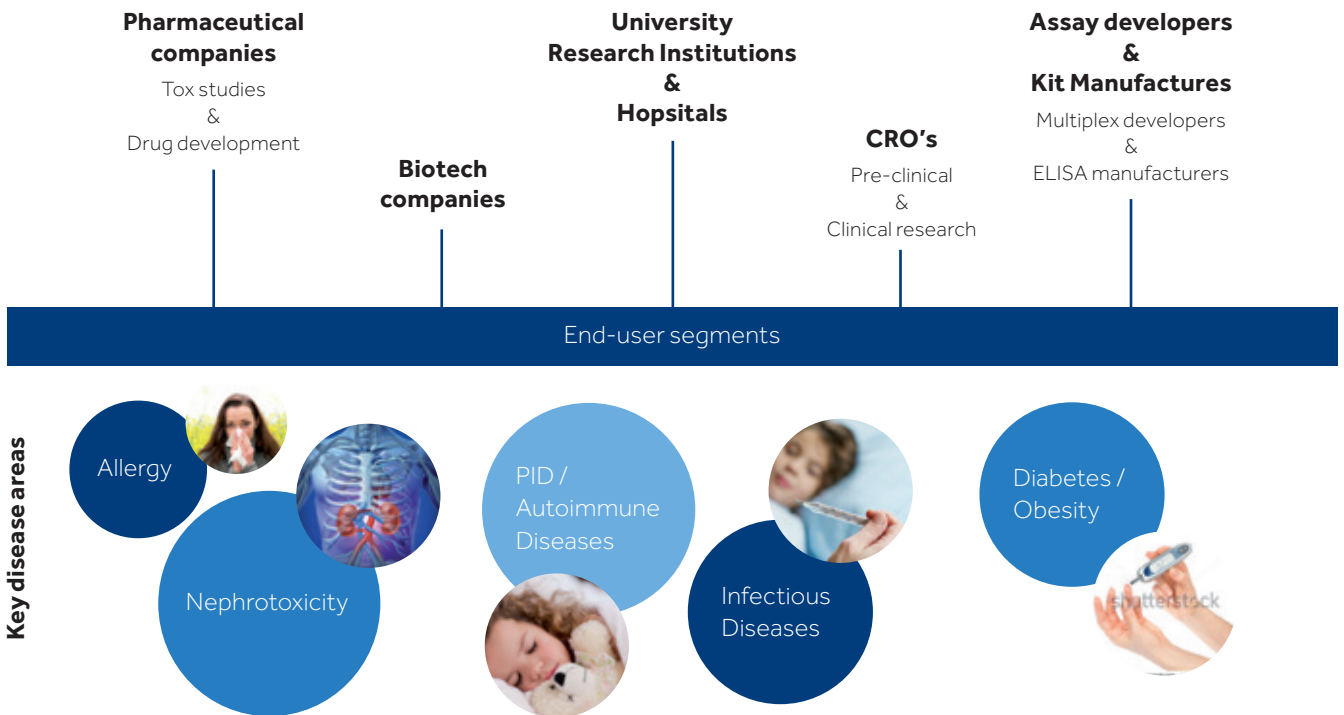 Pharmaceutical
companies
Tox studies
&
Drug development
Biotech
companies
University
Research Institutions
&
Hopsitals
CRO's
Pre-clinical
&
Clinical research
Assay developers
&
Kit Manufactures
Multiplex developers
&
ELISA manufacturers
End-user segments
Key disease areas
Allergy
Nephrotoxicity
PID /
Autoimmune
Diseases
Infectious
Diseases
Diabetes /
Obesity
shutterstock